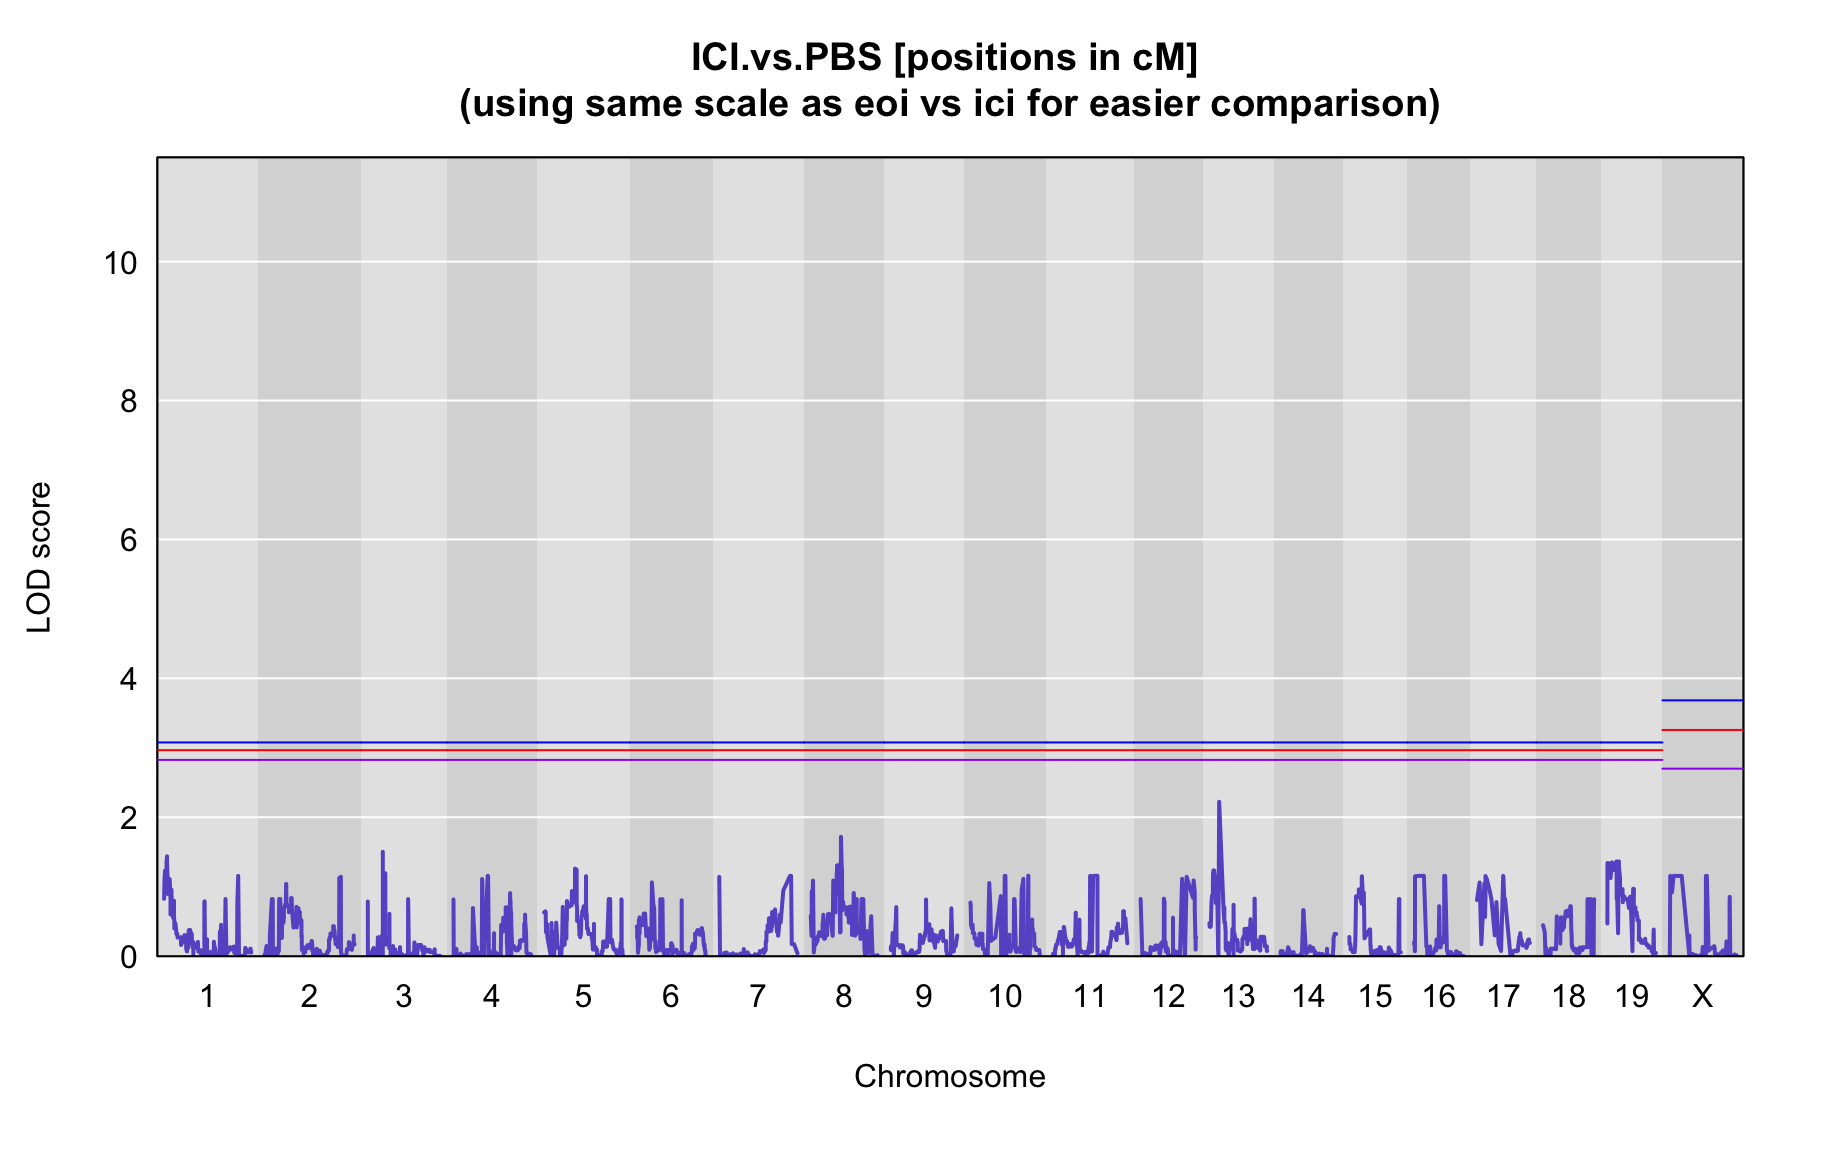 ICI.vs.PBS [positions in cM]
(using same scale as eoi vs ici for easier comparison)
10
8
6
4
2
0
LOD score
1 2 3 4 5 6 7 8 9 10 11 12 13 14 15 16 17 18 19 X
Chromosome